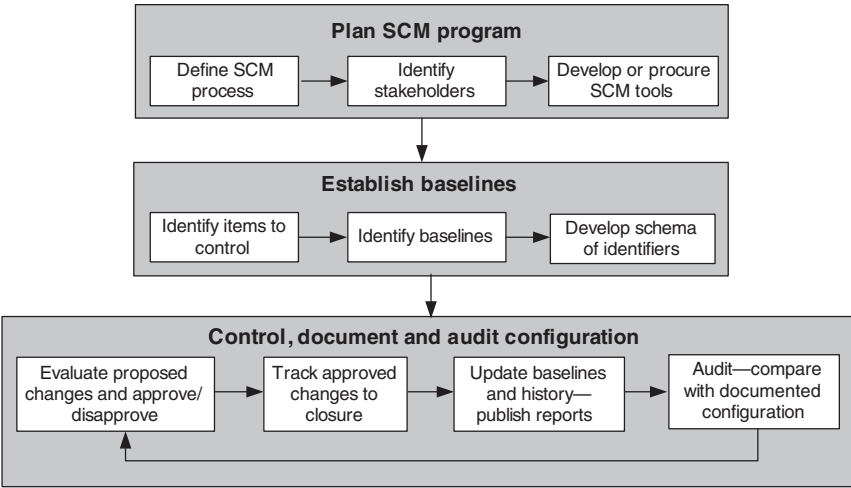 Plan SCM program
Define SCM
process
Identify
stakeholders
Develop or procure
SCM tools
Establish baselines
Identify items to
control
Identify baselines
Develop schema
of identifiers
Control, document and audit configuration
Evaluate proposed
changes and approve/
disapprove
Track approved
changes to
closure
Update baselines
and history—
publish reports
Audit—compare
with documented
configuration